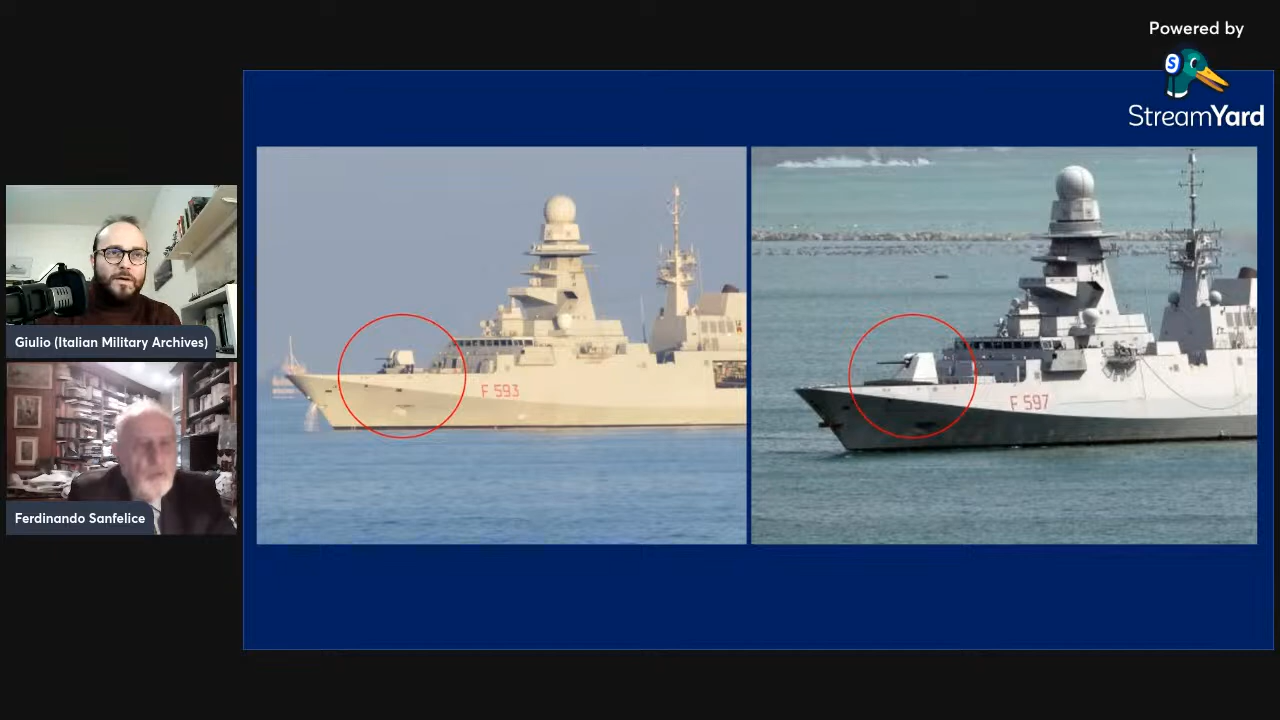 Powered by
StreamYard
Giulio (Italian Military Archives)
Ferdinando Sanfelice
F 593
F 597